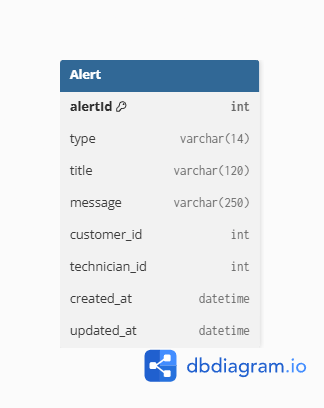 Alert
alertId int
type varchar(14)
title varchar(120)
message varchar(250)
customer_id int
technician_id int
created_at datetime
updated_at datetime
dbdiagram.io